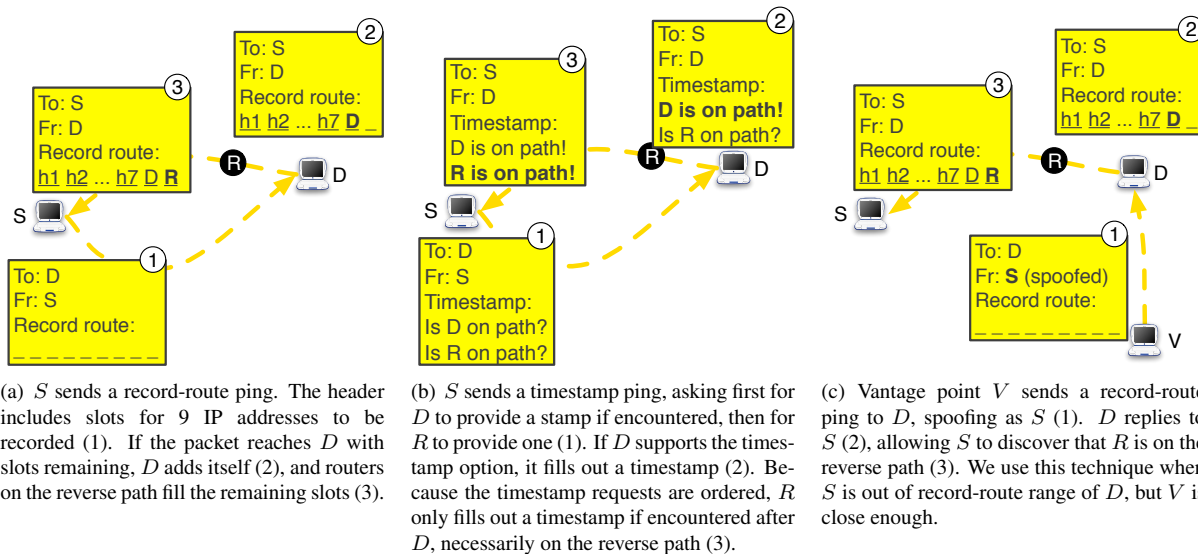 2
To: S
Fr: D
Record route:
h1 h2 ... h7 D _
3
To: S
Fr: D
Record route:
h1 h2 ... h7 D R
R
D
S
1
To: D
Fr: S
Record route:
_ _ _ _ _ _ _ _ _
(a) S sends a record-route ping. The header
includes slots for 9 IP addresses to be
recorded (1). If the packet reaches D with
slots remaining, D adds itself (2), and routers
on the reverse path fill the remaining slots (3).
2
To: S
Fr: D
Timestamp:
D is on path!
Is R on path?
3
To: S
Fr: D
Timestamp:
D is on path!
R is on path!
R
D
S
1
To: D
Fr: S
Timestamp:
Is D on path?
Is R on path?
(b) S sends a timestamp ping, asking first for
D to provide a stamp if encountered, then for
R to provide one (1). If D supports the times-
tamp option, it fills out a timestamp (2). Be-
cause the timestamp requests are ordered, R
only fills out a timestamp if encountered after
D, necessarily on the reverse path (3).
2
To: S
Fr: D
Record route:
h1 h2 ... h7 D _
3
To: S
Fr: D
Record route:
h1 h2 ... h7 D R
R
D
S
1
To: D
Fr: S (spoofed)
Record route:
_ _ _ _ _ _ _ _ _
V
(c) Vantage point V sends a record-route
ping to D, spoofing as S (1). D replies to
S (2), allowing S to discover that R is on the
reverse path (3). We use this technique when
S is out of record-route range of D, but V is
close enough.